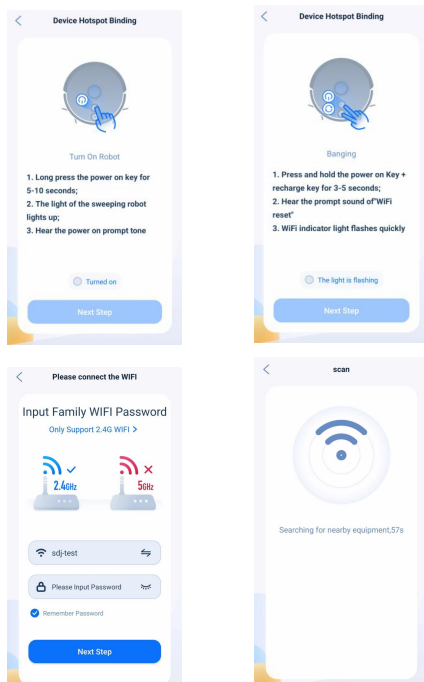 Device Hotspot Binding
Turn On Robot
1. Long press the power on key for
5-10 seconds;
2. The light of the sweeping robot
lights up;
3. Hear the power on prompt tone
Turned on
Next Step
Device Hotspot Binding
Banging
1. Press and hold the power on Key +
recharge key for 3-5 seconds;
2. Hear the prompt sound of"WiFi
reset"
3. WiFi indicator light flashes quickly
The light is flashing
Next Step
Please connect the WIFI
Input Family WIFI Password
Only Support 2.4G WIFI >
2.4GHz
5GHz
sdj-test
Please Input Password
Remember Password
Next Step
scan
Searching for nearby equipment,57s